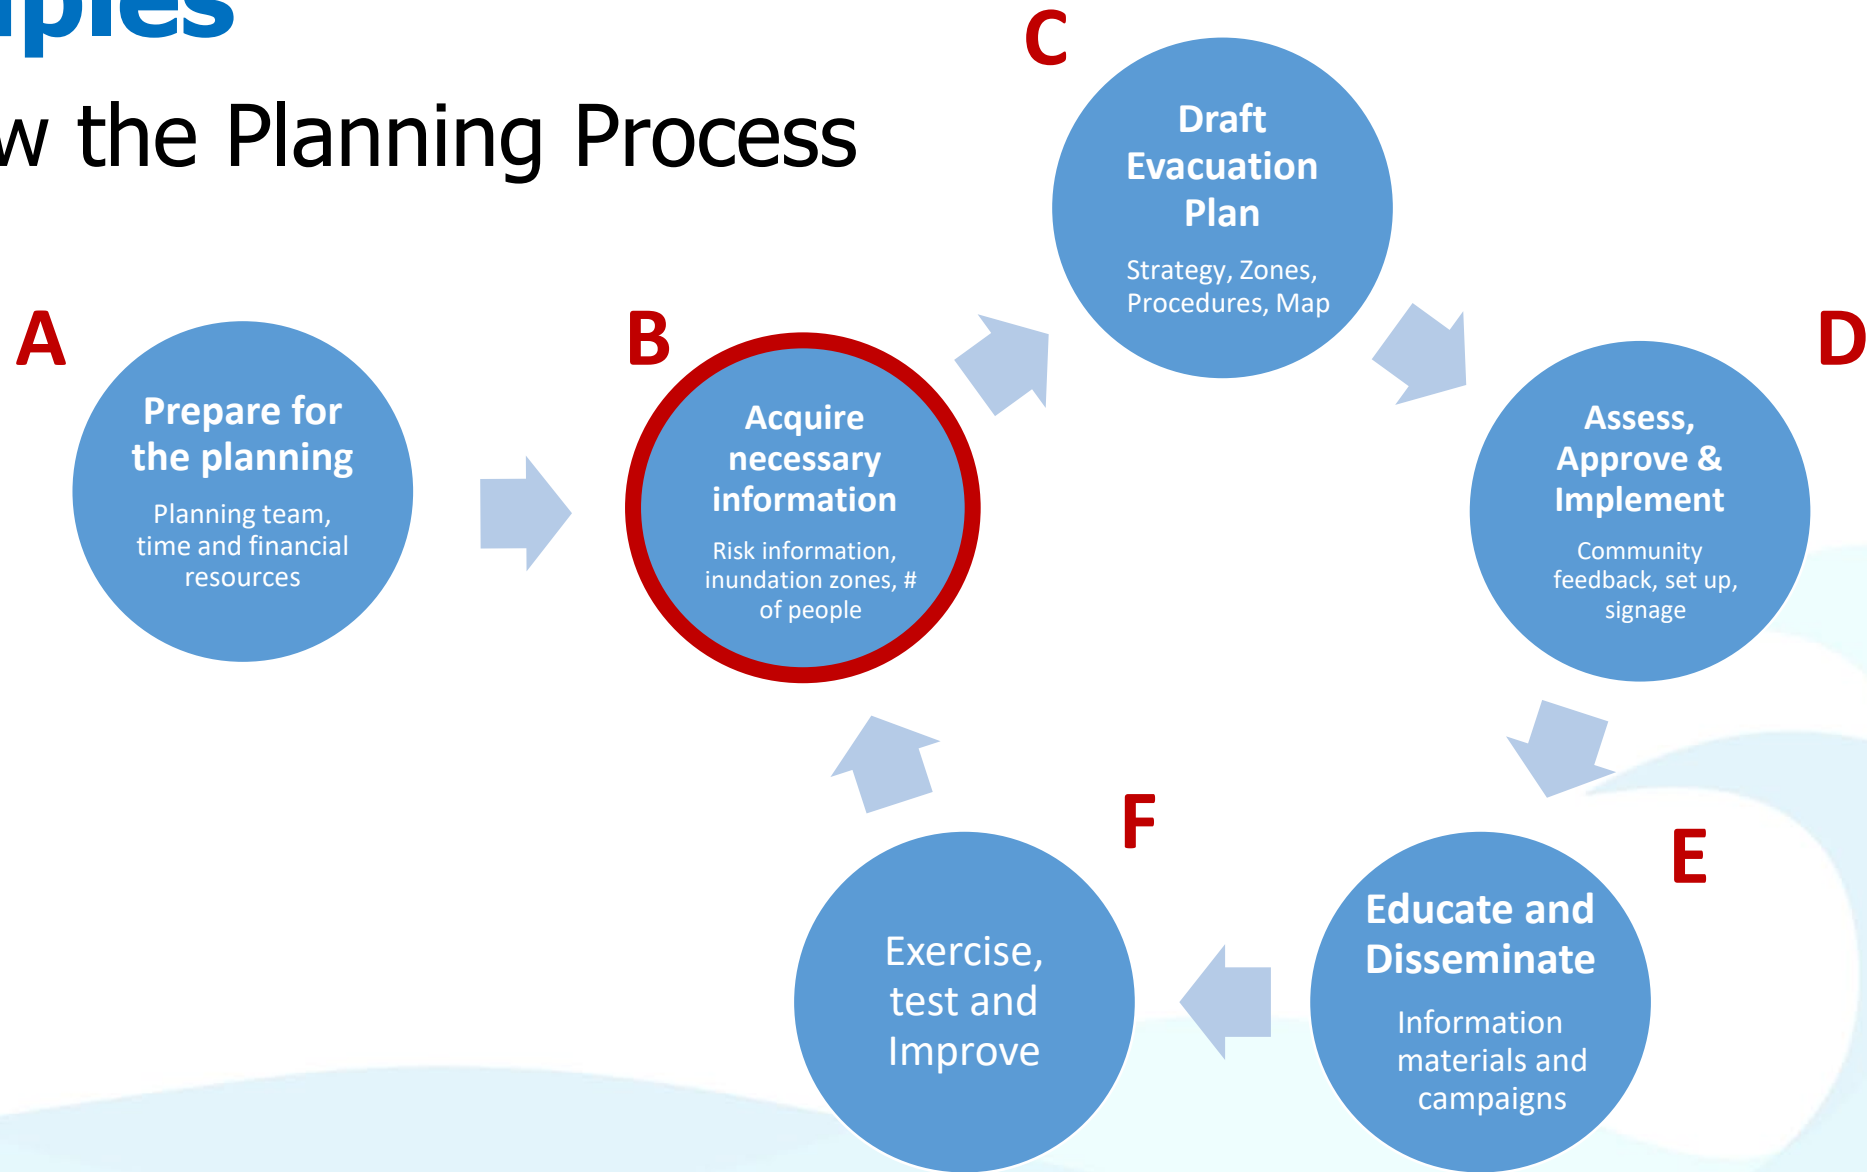 the Planning Process
A
Prepare for
the planning
Planning team,
time and financial
resources
B
Acquire
necessary
information
Risk information,
inundation zones, #
of people
C
Draft
Evacuation
Plan
Strategy, Zones,
Procedures, Map
D
Assess,
Approve &
Implement
Community
feedback, set up,
signage
E
Educate and
Disseminate
Information
materials and
campaigns
F
Exercise,
test and
Improve